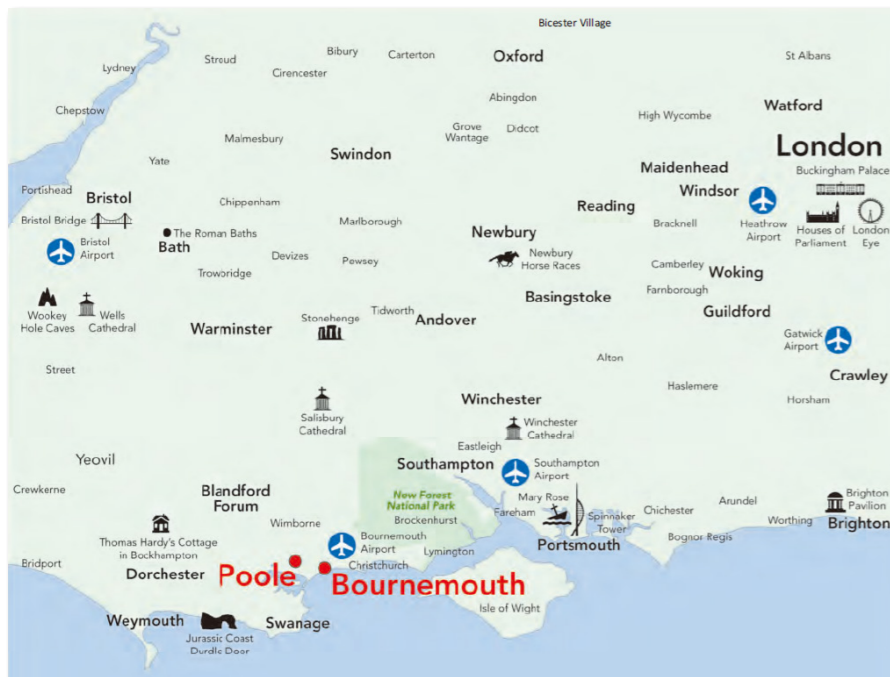 Bicester Village
Bibury
Carterton
Oxford
St Albans
Stroud
Lydney
Cirencester
Abingdon
Watford
Chepstow
High Wycombe
Grove
Wantage
Didcot
Malmesbury
London
Swindon
Yate
Maidenhead
Buckingham Palace
Portishead
Bristol
Windsor
Chippenham
Reading
Bristol Bridge
Marlborough
Bracknell
Heathrow
Airport
Houses of
Parliament
London
Eye
The Roman Baths
Bath
Newbury
Bristol
Airport
Devizes
Pewsey
Newbury
Horse Races
Camberley
Woking
Trowbridge
Farnborough
Basingstoke
Tidworth
Guildford
Wookey
Hole Caves
Wells
Cathedral
Stonehenge
Andover
Warminster
Gatwick
Airport
Alton
Street
Crawley
Haslemere
Winchester
Horsham
Salisbury
Cathedral
Winchester
Cathedral
Eastleigh
Yeovil
Southampton
Southampton
Airport
Crewkerne
Blandford
Forum
New Forest
National Park
Mary Rose
Brighton
Pavilion
Arundel
Chichester
Fareham
Wimborne
Brockenhurst
Spinnaker
Tower
Worthing
Brighton
Thomas Hardy's Cottage
in Bockhampton
Bournemouth
Airport
Lymington
Portsmouth
Bognor Regis
Bridport
Christchurch
Dorchester
Poole
Bournemouth
Isle of Wight
Weymouth
Swanage
Jurassic Coast
Durdle Door